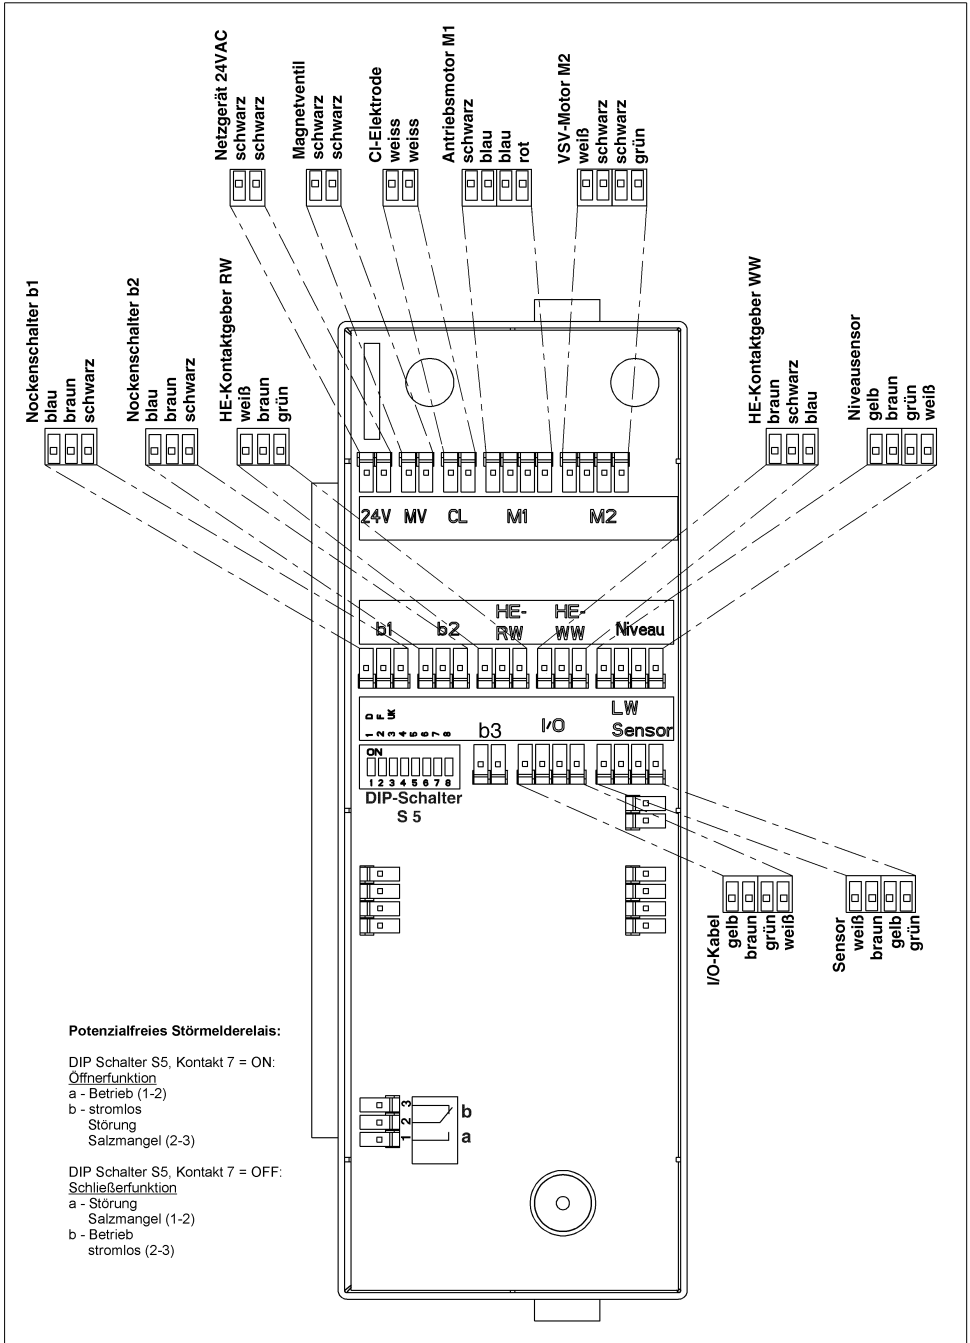 Netzgerät 24VAC
schwarz
schwarz
Magnetventil
schwarz
schwarz
Cl-Elektrode
weiss
weiss
Antriebsmotor M1
schwarz
blau
blau
rot
VSV-Motor M2
weiß
schwarz
schwarz
grün
Nockenschalter b1
blau
braun
schwarz
Nockenschalter b2
blau
braun
schwarz
HE-Kontaktgeber RW
weiß
braun
grün
HE-Kontaktgeber WW
braun
schwarz
blau
Niveausensor
gelb
braun
grün
weiß
24V MV CL M1 M2
b1 b2 HE-RW HE-WW Niveau
1 D
2 F
3 UK
4
5
6
7
8
b3 I/O LW Sensor
ON
1 2 3 4 5 6 7 8
DIP-Schalter
S 5
I/O-Kabel
gelb
braun
grün
weiß
Sensor
weiß
braun
gelb
grün
Potenzialfreies Störmelderelais:
DIP Schalter S5, Kontakt 7 = ON:
Öffnerfunktion
a - Betrieb (1-2)
b - stromlos
Störung
Salzmangel (2-3)
DIP Schalter S5, Kontakt 7 = OFF:
Schließerfunktion
a - Störung
Salzmangel (1-2)
b - Betrieb
stromlos (2-3)
3
2
1
b
a